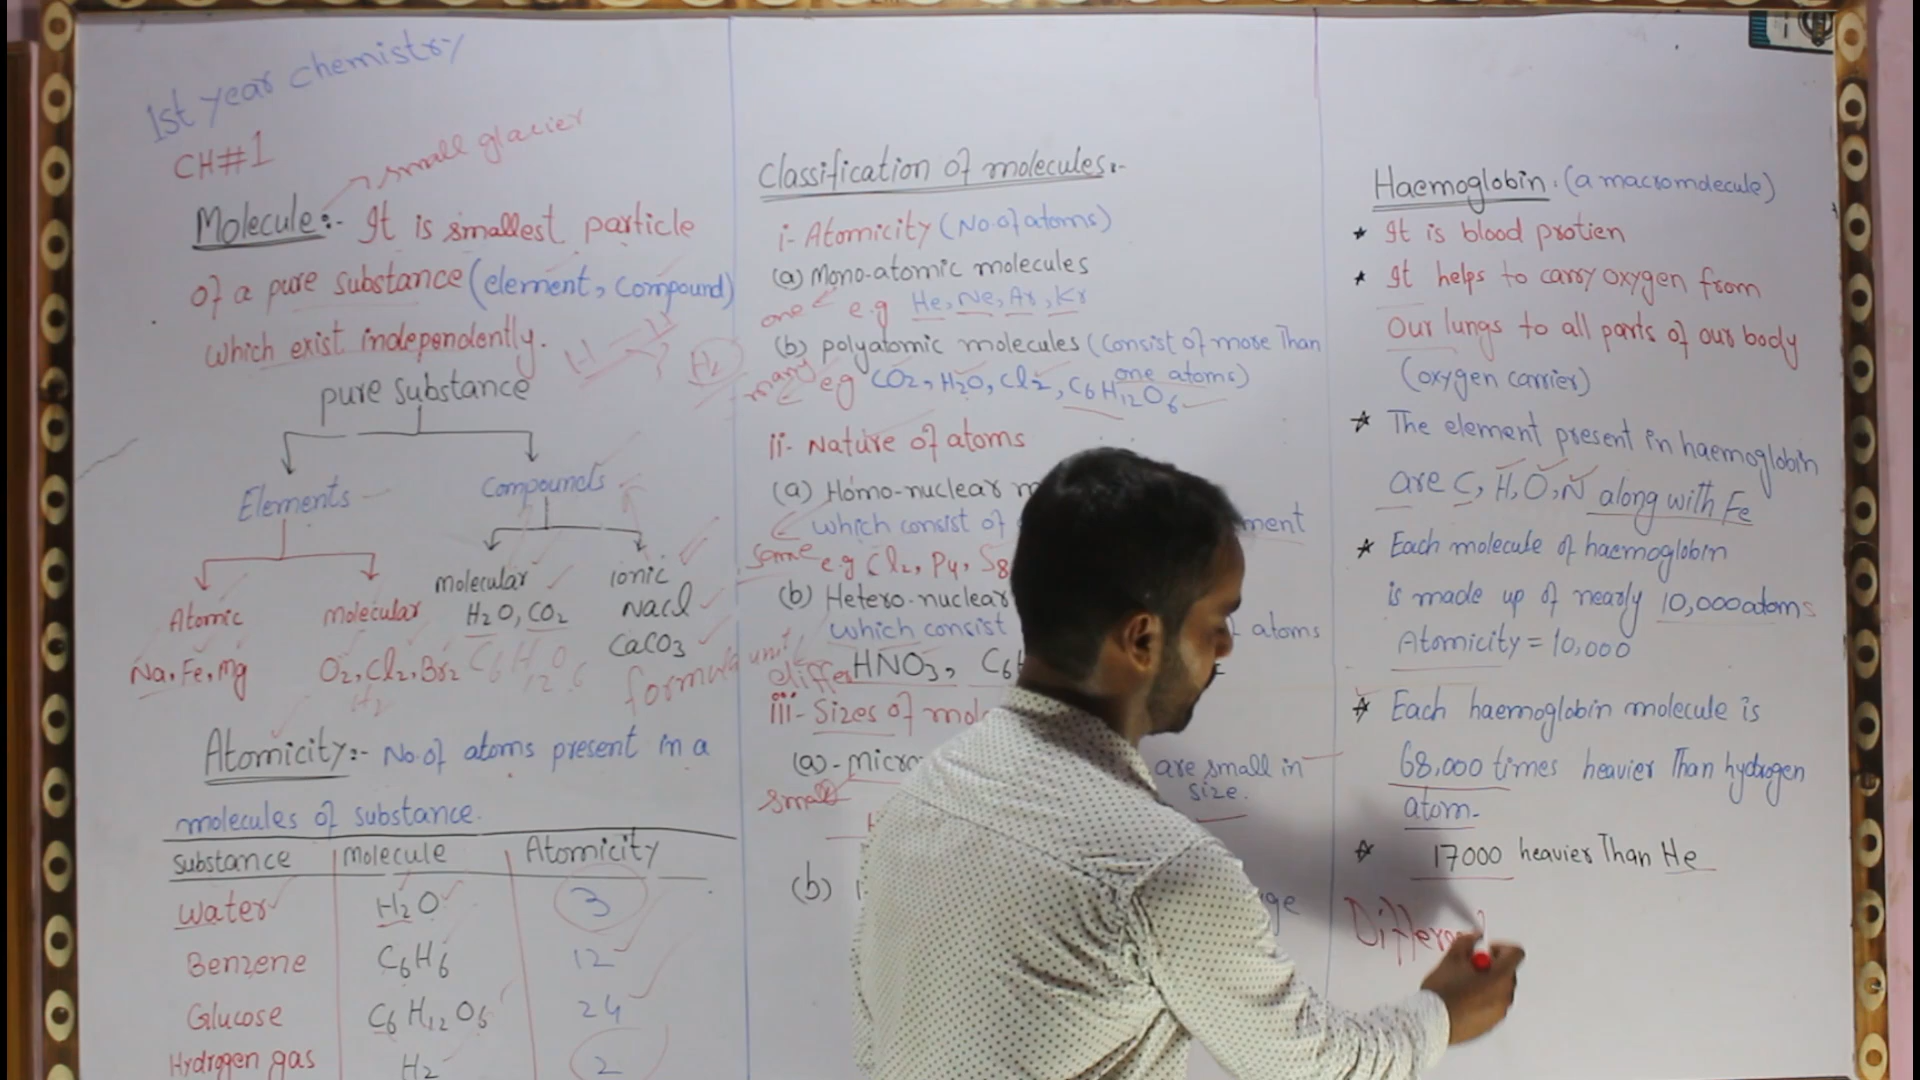 1st year chemistry
CH#1
small glacier
Molecule:- It is smallest particle
of a pure substance (element, compound)
which exist independently.
H - H
H2
pure substance
Elements
Compounds
Atomic
molecular
molecular
ionic
Na, Fe, Mg
O2, Cl2, Br2
H2
H2O, CO2
C6H12O6
NaCl
CaCO3
formula unit
Atomicity:- No. of atoms present in a
molecules of substance.
Substance Molecule Atomicity
Water H2O 3
Benzene C6H6 12
Glucose C6H12O6 24
Hydrogen gas H2 2
Classification of molecules:-
i- Atomicity (No. of atoms)
(a) Mono-atomic molecules
one e.g He, Ne, Ar, Kr
(b) polyatomic molecules (Consist of more Than
one atoms)
many eg CO2, H2O, Cl2, C6H12O6
ii- Nature of atoms
(a) Homo-nuclear m
which consist of ment
same e.g Cl2, P4, S8
(b) Hetero-nuclear
which consist atoms
differ HNO3, C6
iii- Sizes of mol
(a)- micro are small in
size.
small
H
(b)
ge
Haemoglobin. (a macromolecule)
* It is blood protien
* It helps to carry oxygen from
Our lungs to all parts of our body
(oxygen carrier)
* The element present in haemoglobin
are C, H, O, N along with Fe
* Each molecule of haemoglobin
is made up of nearly 10,000 atoms
Atomicity = 10,000
* Each haemoglobin molecule is
68,000 times heavier Than hydrogen
atom.
* 17000 heavier Than He
Differen